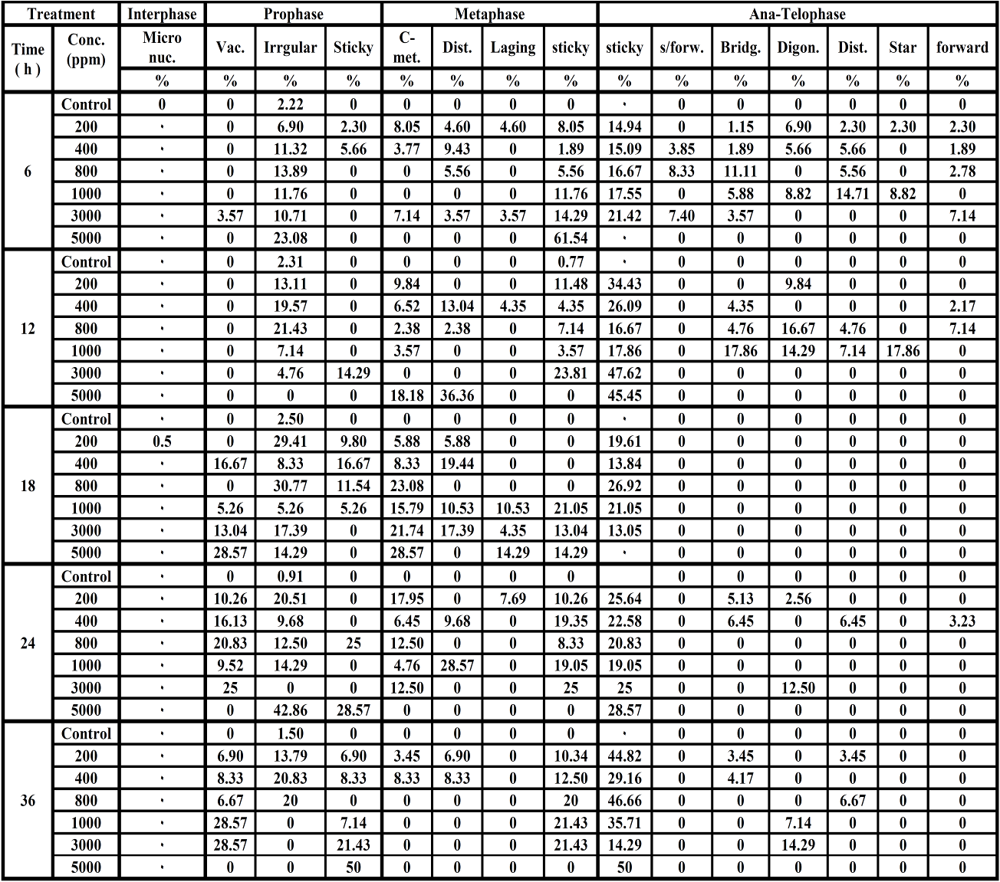 Treatment Interphase Prophase Metaphase Ana-Telophase
Time ( h ) Conc. (ppm) Micro nuc. Vac. Irrgular Sticky C-met. Dist. Laging sticky sticky s/forw. Bridg. Digon. Dist. Star forward
% % % % % % % % % % % % % % %
6
Control 0 0 2.22 0 0 0 0 0 · 0 0 0 0 0 0
200 · 0 6.90 2.30 8.05 4.60 4.60 8.05 14.94 0 1.15 6.90 2.30 2.30 2.30
400 · 0 11.32 5.66 3.77 9.43 0 1.89 15.09 3.85 1.89 5.66 5.66 0 1.89
800 · 0 13.89 0 0 5.56 0 5.56 16.67 8.33 11.11 0 5.56 0 2.78
1000 · 0 11.76 0 0 0 0 11.76 17.55 0 5.88 8.82 14.71 8.82 0
3000 · 3.57 10.71 0 7.14 3.57 3.57 14.29 21.42 7.40 3.57 0 0 0 7.14
5000 · 0 23.08 0 0 0 0 61.54 · 0 0 0 0 0 0
12
Control · 0 2.31 0 0 0 0 0.77 · 0 0 0 0 0 0
200 · 0 13.11 0 9.84 0 0 11.48 34.43 0 0 9.84 0 0 0
400 · 0 19.57 0 6.52 13.04 4.35 4.35 26.09 0 4.35 0 0 0 2.17
800 · 0 21.43 0 2.38 2.38 0 7.14 16.67 0 4.76 16.67 4.76 0 7.14
1000 · 0 7.14 0 3.57 0 0 3.57 17.86 0 17.86 14.29 7.14 17.86 0
3000 · 0 4.76 14.29 0 0 0 23.81 47.62 0 0 0 0 0 0
5000 · 0 0 0 18.18 36.36 0 0 45.45 0 0 0 0 0 0
18
Control · 0 2.50 0 0 0 0 0 · 0 0 0 0 0 0
200 0.5 0 29.41 9.80 5.88 5.88 0 0 19.61 0 0 0 0 0 0
400 · 16.67 8.33 16.67 8.33 19.44 0 0 13.84 0 0 0 0 0 0
800 · 0 30.77 11.54 23.08 0 0 0 26.92 0 0 0 0 0 0
1000 · 5.26 5.26 5.26 15.79 10.53 10.53 21.05 21.05 0 0 0 0 0 0
3000 · 13.04 17.39 0 21.74 17.39 4.35 13.04 13.05 0 0 0 0 0 0
5000 · 28.57 14.29 0 28.57 0 14.29 14.29 · 0 0 0 0 0 0
24
Control · 0 0.91 0 0 0 0 0 0 0 0 0 0 0
200 · 10.26 20.51 0 17.95 0 7.69 10.26 25.64 0 5.13 2.56 0 0 0
400 · 16.13 9.68 0 6.45 9.68 0 19.35 22.58 0 6.45 0 6.45 0 3.23
800 · 20.83 12.50 25 12.50 0 0 8.33 20.83 0 0 0 0 0 0
1000 · 9.52 14.29 0 4.76 28.57 0 19.05 19.05 0 0 0 0 0 0
3000 · 25 0 0 12.50 0 0 25 25 0 0 12.50 0 0 0
5000 · 0 42.86 28.57 0 0 0 0 28.57 0 0 0 0 0 0
36
Control · 0 1.50 0 0 0 0 0 · 0 0 0 0 0 0
200 · 6.90 13.79 6.90 3.45 6.90 0 10.34 44.82 0 3.45 0 3.45 0 0
400 · 8.33 20.83 8.33 8.33 8.33 0 12.50 29.16 0 4.17 0 0 0 0
800 · 6.67 20 0 0 0 0 20 46.66 0 0 0 6.67 0 0
1000 · 28.57 0 7.14 0 0 0 21.43 35.71 0 0 7.14 0 0 0
3000 · 28.57 0 21.43 0 0 0 21.43 14.29 0 0 14.29 0 0 0
5000 · 0 0 50 0 0 0 0 50 0 0 0 0 0 0